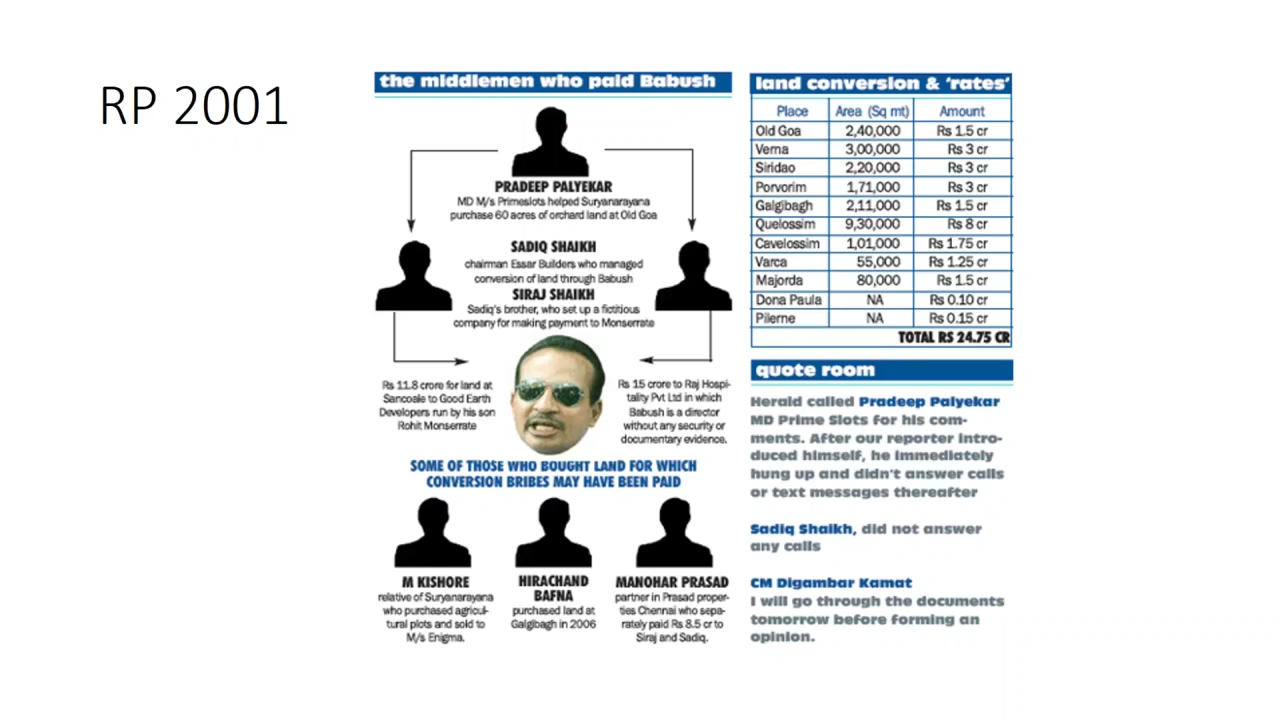 RP 2001
the middlemen who paid Babush
PRADEEP PALYEKAR
MD M/s Primeslots helped Suryanarayana
purchase 60 acres of orchard land at Old Goa
SADIQ SHAIKH
chairman Essar Builders who managed
conversion of land through Babush
SIRAJ SHAIKH
Sadiq's brother, who set up a fictitious
company for making payment to Monserrate
Rs 11.8 crore for land at
Sancoale to Good Earth
Developers run by his son
Rohit Monserrate
Rs 15 crore to Raj Hospi-
tality Pvt Ltd in which
Babush is a director
without any security or
documentary evidence.
SOME OF THOSE WHO BOUGHT LAND FOR WHICH
CONVERSION BRIBES MAY HAVE BEEN PAID
M KISHORE
relative of Suryanarayana
who purchased agricul-
tural plots and sold to
M/s Enigma.
HIRACHAND
BAFNA
purchased land at
Galgibagh in 2006
MANOHAR PRASAD
partner in Prasad proper-
ties Chennai who sepa-
rately paid Rs 8.5 cr to
Siraj and Sadiq.
land conversion & 'rates'
Place Area (Sq mt) Amount
Old Goa 2,40,000 Rs 1.5 cr
Verna 3,00,000 Rs 3 cr
Siridao 2,20,000 Rs 3 cr
Porvorim 1,71,000 Rs 3 cr
Galgibagh 2,11,000 Rs 1.5 cr
Quelossim 9,30,000 Rs 8 cr
Cavelossim 1,01,000 Rs 1.75 cr
Varca 55,000 Rs 1.25 cr
Majorda 80,000 Rs 1.5 cr
Dona Paula NA Rs 0.10 cr
Pilerne NA Rs 0.15 cr
TOTAL RS 24.75 CR
quote room
Herald called Pradeep Palyekar
MD Prime Slots for his com-
ments. After our reporter intro-
duced himself, he immediately
hung up and didn't answer calls
or text messages thereafter
Sadiq Shaikh, did not answer
any calls
CM Digambar Kamat
I will go through the documents
tomorrow before forming an
opinion.